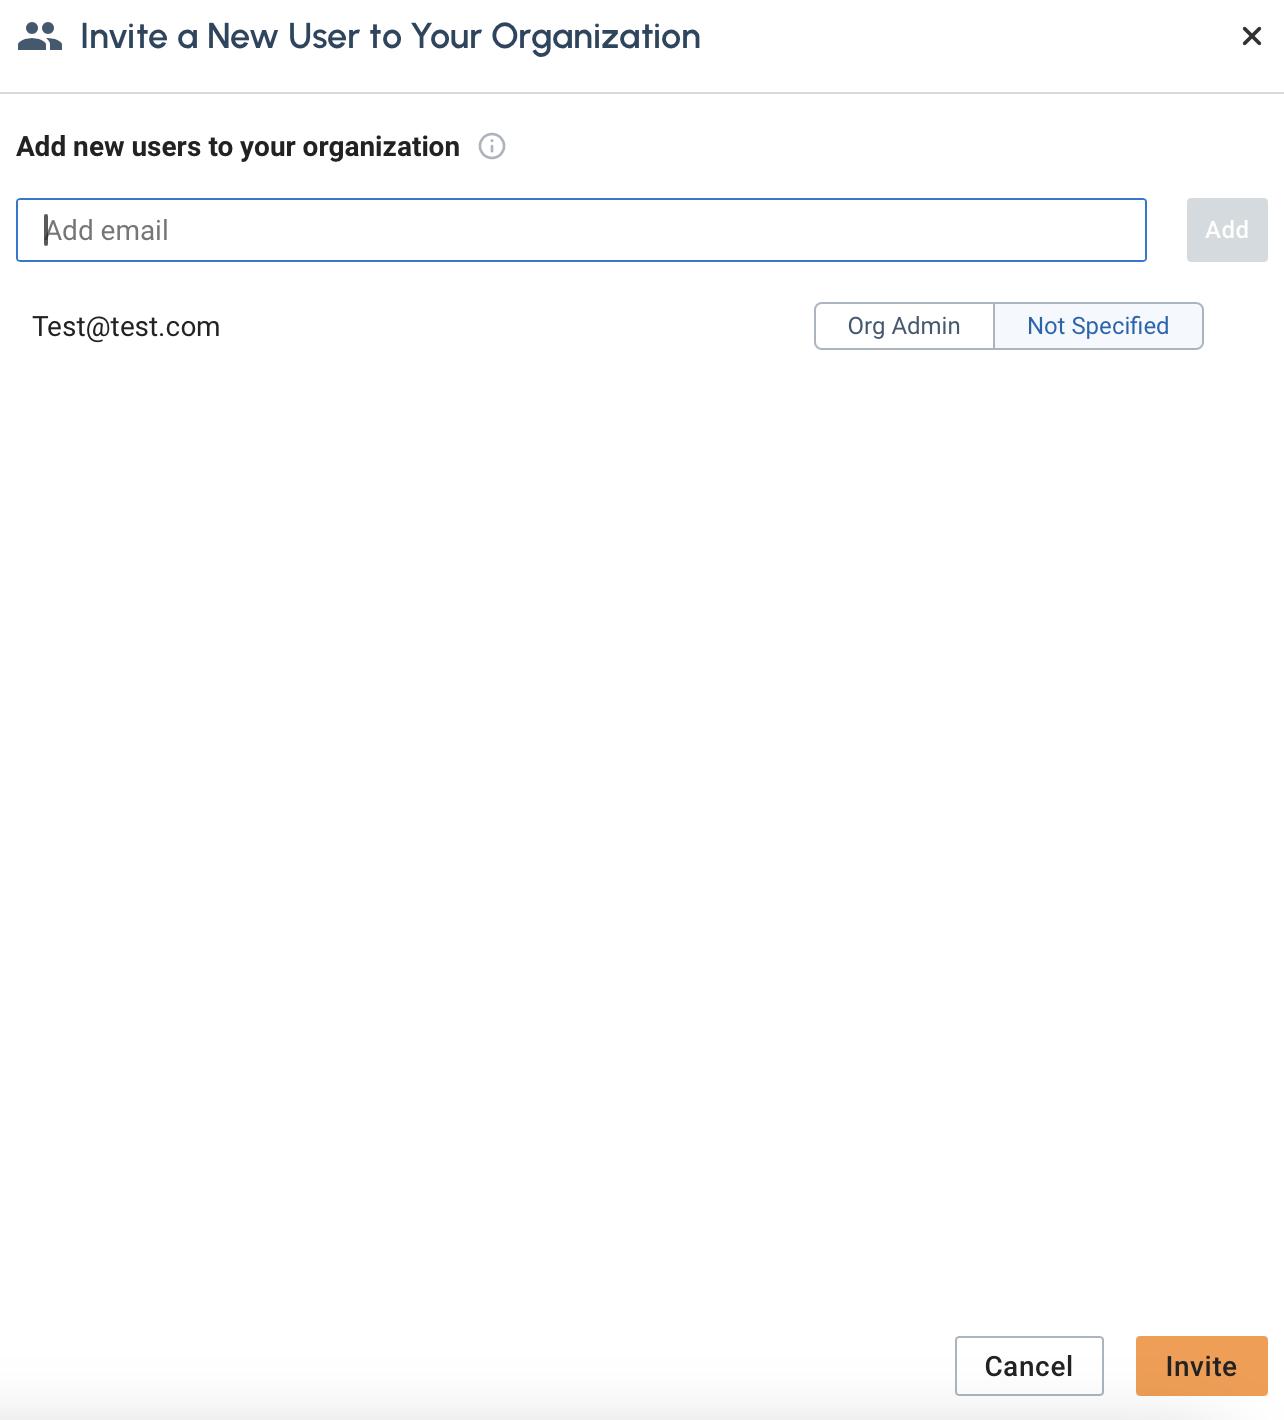 Invite a New User to Your Organization
Add new users to your organization
Add email
Add
Test@test.com
Org Admin
Not Specified
Cancel
Invite